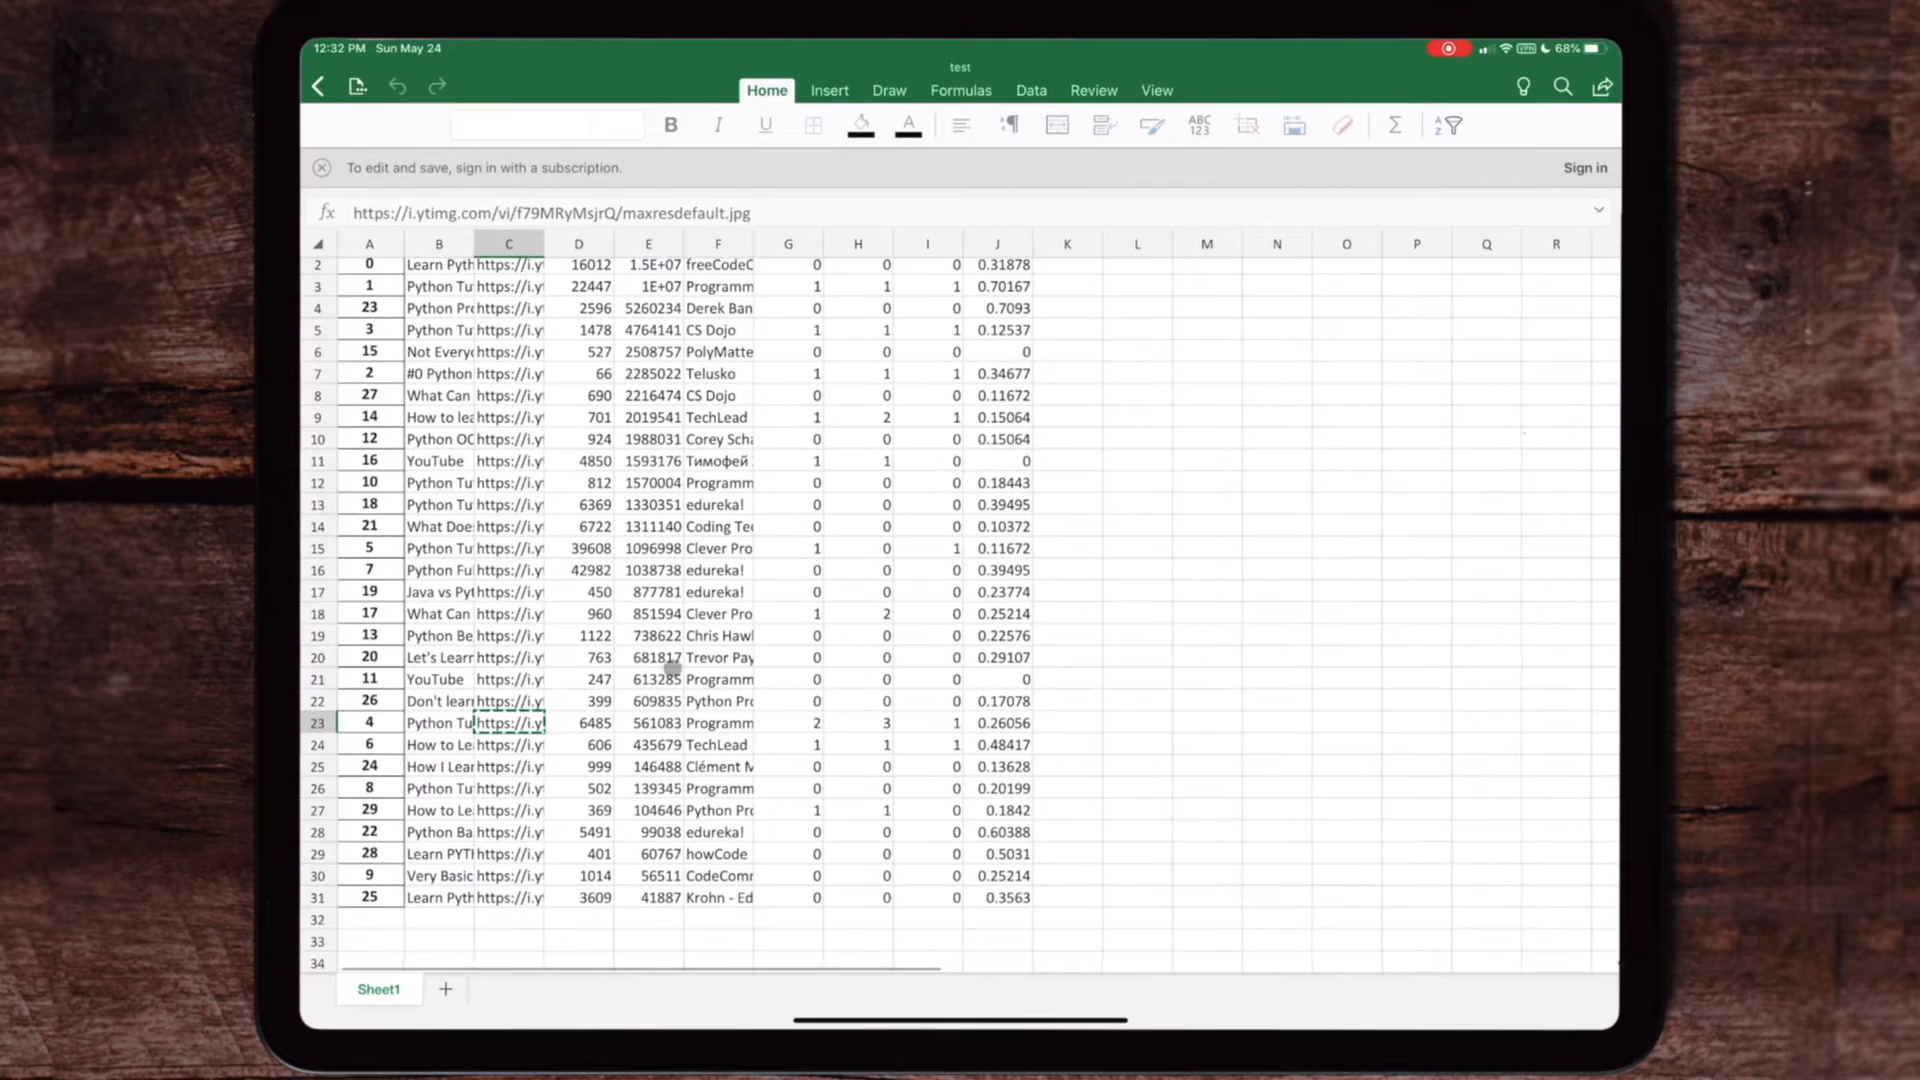 12:32 PM Sun May 24
VPN 68%
test
Home Insert Draw Formulas Data Review View
B I U A ABC 123 Σ A Z
To edit and save, sign in with a subscription. Sign in
fx https://i.ytimg.com/vi/f79MRyMsjrQ/maxresdefault.jpg
A B C D E F G H I J K L M N O P Q R
2 0 Learn Pyth https://i.y 16012 1.5E+07 freeCodeC 0 0 0 0.31878
3 1 Python Tu https://i.y 22447 1E+07 Programm 1 1 1 0.70167
4 23 Python Pro https://i.y 2596 5260234 Derek Ban 0 0 0 0.7093
5 3 Python Tu https://i.y 1478 4764141 CS Dojo 1 1 1 0.12537
6 15 Not Everyo https://i.y 527 2508757 PolyMatte 0 0 0 0
7 2 #0 Python https://i.y 66 2285022 Telusko 1 1 1 0.34677
8 27 What Can https://i.y 690 2216474 CS Dojo 0 0 0 0.11672
9 14 How to lea https://i.y 701 2019541 TechLead 1 2 1 0.15064
10 12 Python OO https://i.y 924 1988031 Corey Scha 0 0 0 0.15064
11 16 YouTube https://i.y 4850 1593176 Тимофей 1 1 0 0
12 10 Python Tu https://i.y 812 1570004 Programm 0 0 0 0.18443
13 18 Python Tu https://i.y 6369 1330351 edureka! 0 0 0 0.39495
14 21 What Doe https://i.y 6722 1311140 Coding Tec 0 0 0 0.10372
15 5 Python Tu https://i.y 39608 1096998 Clever Pro 1 0 1 0.11672
16 7 Python Fu https://i.y 42982 1038738 edureka! 0 0 0 0.39495
17 19 Java vs Pyt https://i.y 450 877781 edureka! 0 0 0 0.23774
18 17 What Can https://i.y 960 851594 Clever Pro 1 2 0 0.25214
19 13 Python Be https://i.y 1122 738622 Chris Hawk 0 0 0 0.22576
20 20 Let's Learn https://i.y 763 681817 Trevor Pay 0 0 0 0.29107
21 11 YouTube https://i.y 247 613285 Programm 0 0 0 0
22 26 Don't learn https://i.y 399 609835 Python Pro 0 0 0 0.17078
23 4 Python Tu https://i.y 6485 561083 Programm 2 3 1 0.26056
24 6 How to Le https://i.y 606 435679 TechLead 1 1 1 0.48417
25 24 How I Lear https://i.y 999 146488 Clément M 0 0 0 0.13628
26 8 Python Tu https://i.y 502 139345 Programm 0 0 0 0.20199
27 29 How to Le https://i.y 369 104646 Python Pro 1 1 0 0.1842
28 22 Python Ba https://i.y 5491 99038 edureka! 0 0 0 0.60388
29 28 Learn PYTH https://i.y 401 60767 howCode 0 0 0 0.5031
30 9 Very Basic https://i.y 1014 56511 CodeComm 0 0 0 0.25214
31 25 Learn Pyth https://i.y 3609 41887 Krohn - Ed 0 0 0 0.3563
32
33
34
Sheet1 +